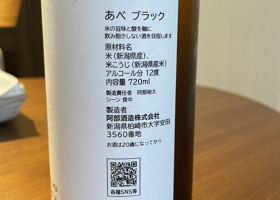 あべ ブラック
米の旨味と酸を軸に
飲み飽きしない酒を目指します
原材料名
米（新潟県産）、
米こうじ（新潟県産米）
アルコール分 12度
内容量 720ml
製造責任者 阿部裕太
シーン 食中
製造者
阿部酒造株式会社
新潟県柏崎市大字安田
3560番地
お酒は20歳になってから
各種SNS等